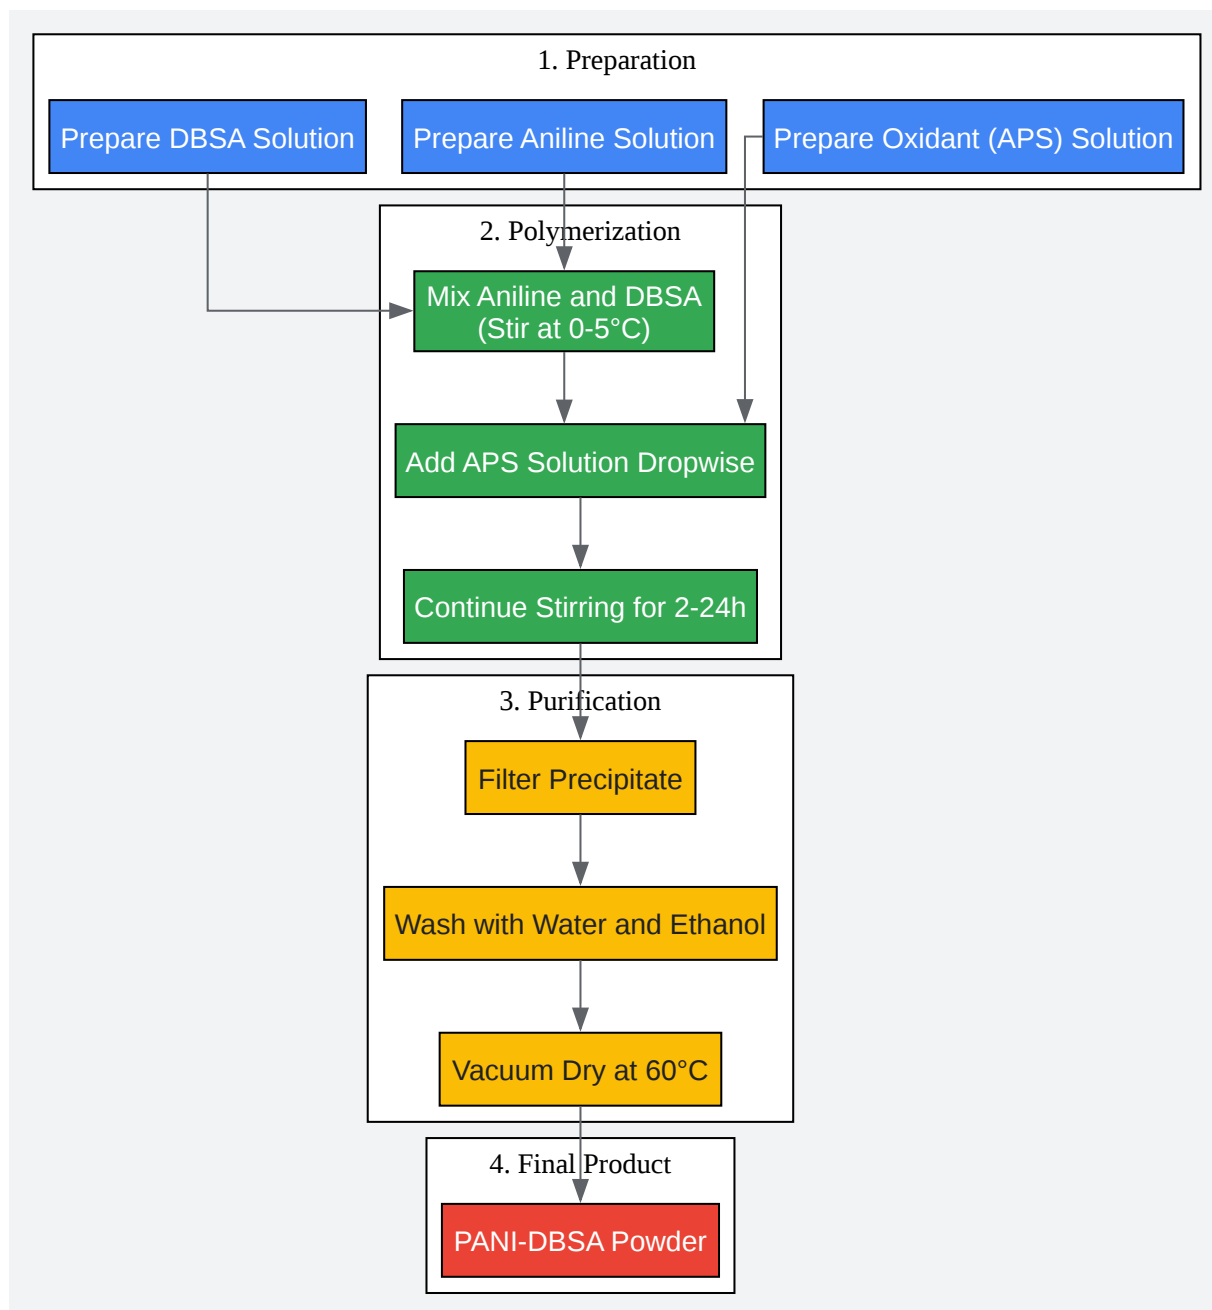 1. Preparation
Prepare DBSA Solution
Prepare Aniline Solution
Prepare Oxidant (APS) Solution
2. Polymerization
Mix Aniline and DBSA
(Stir at 0-5°C)
Add APS Solution Dropwise
Continue Stirring for 2-24h
3. Purification
Filter Precipitate
Wash with Water and Ethanol
Vacuum Dry at 60°C
4. Final Product
PANI-DBSA Powder